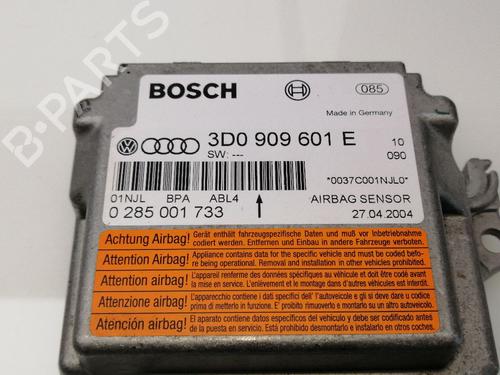 BOSCH
085
Made in Germany
3D0 909 601 E
10
090
SW: ---
*0037C001NJL0*
01NJL BPA ABL4
AIRBAG SENSOR
0 285 001 733
27.04.2004
Achtung Airbag! Gerät enthält fahrzeugspezifische Daten und muß vor Inbetriebnahme
codiert werden. Entfernen und Einbau in andere Fahrzeuge verboten.
Attention Airbag! Appliance contains data for the specific vehicle and must be coded before
being operational. Removal and installation in other vehicles prohibited.
Attention airbag! L'appareil renferme des données spécifiques au véhicule et doit être codé avant
la mise en service. L'enlèvement et le montage dans d'autres véhicules est interdit.
Attenzione airbag! L'apparecchio contiene i dati specifici dell' l'autoveicolo e gli si deve dare a codice
prima di metterlo in funzione. E' proibito rimuoverlo e montarlo su altri autoveicoli.
Atención airbag! El aparato contiene datos específicos del vehículo y debe ser codificado antes
de la puesta en servicio. Está prohibido desmontarlo e instalarlo en otros coches.
B-PARTS